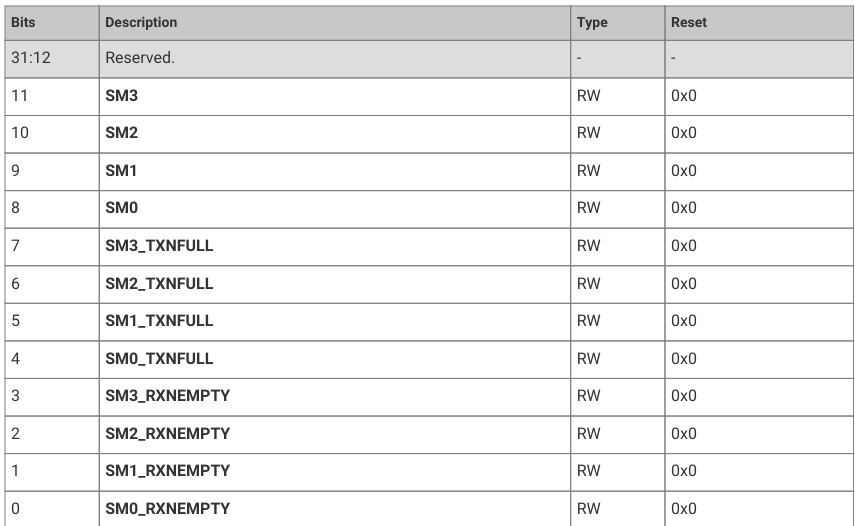 Bits Description Type Reset
31:12 Reserved. - -
11 SM3 RW 0x0
10 SM2 RW 0x0
9 SM1 RW 0x0
8 SM0 RW 0x0
7 SM3_TXNFULL RW 0x0
6 SM2_TXNFULL RW 0x0
5 SM1_TXNFULL RW 0x0
4 SM0_TXNFULL RW 0x0
3 SM3_RXNEMPTY RW 0x0
2 SM2_RXNEMPTY RW 0x0
1 SM1_RXNEMPTY RW 0x0
0 SM0_RXNEMPTY RW 0x0